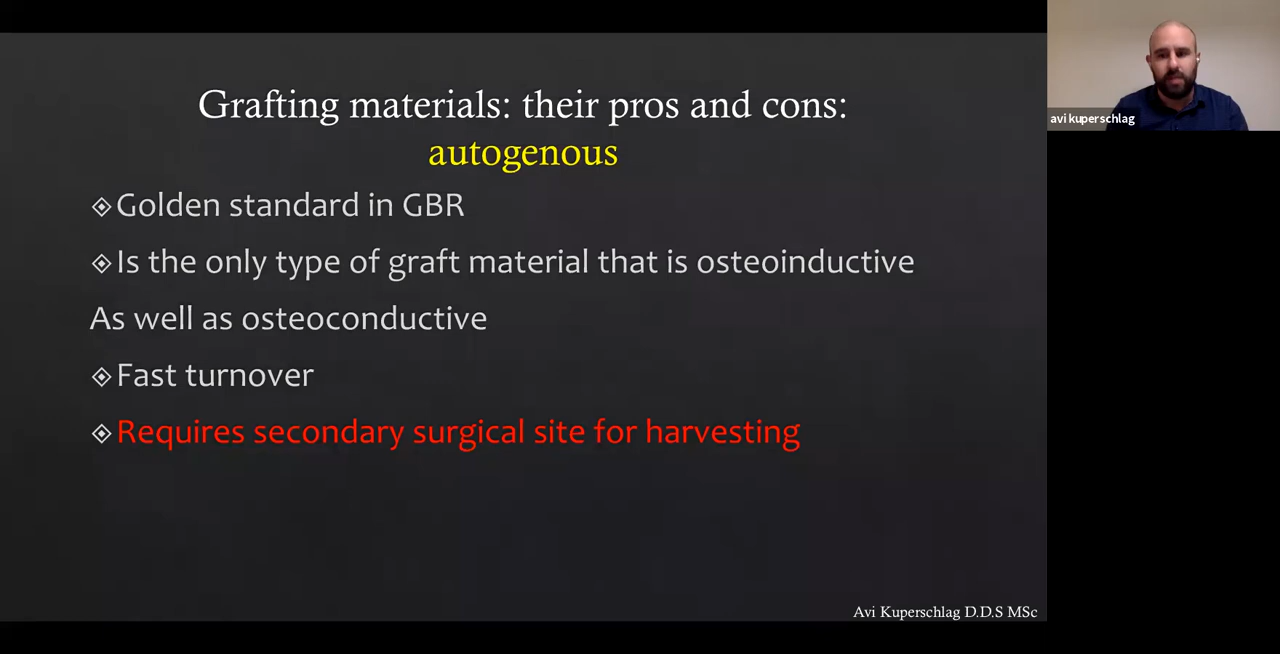 Grafting materials: their pros and cons:
autogenous
Golden standard in GBR
Is the only type of graft material that is osteoinductive
As well as osteoconductive
Fast turnover
Requires secondary surgical site for harvesting
Avi Kuperschlag D.D.S MSc
avi kuperschlag